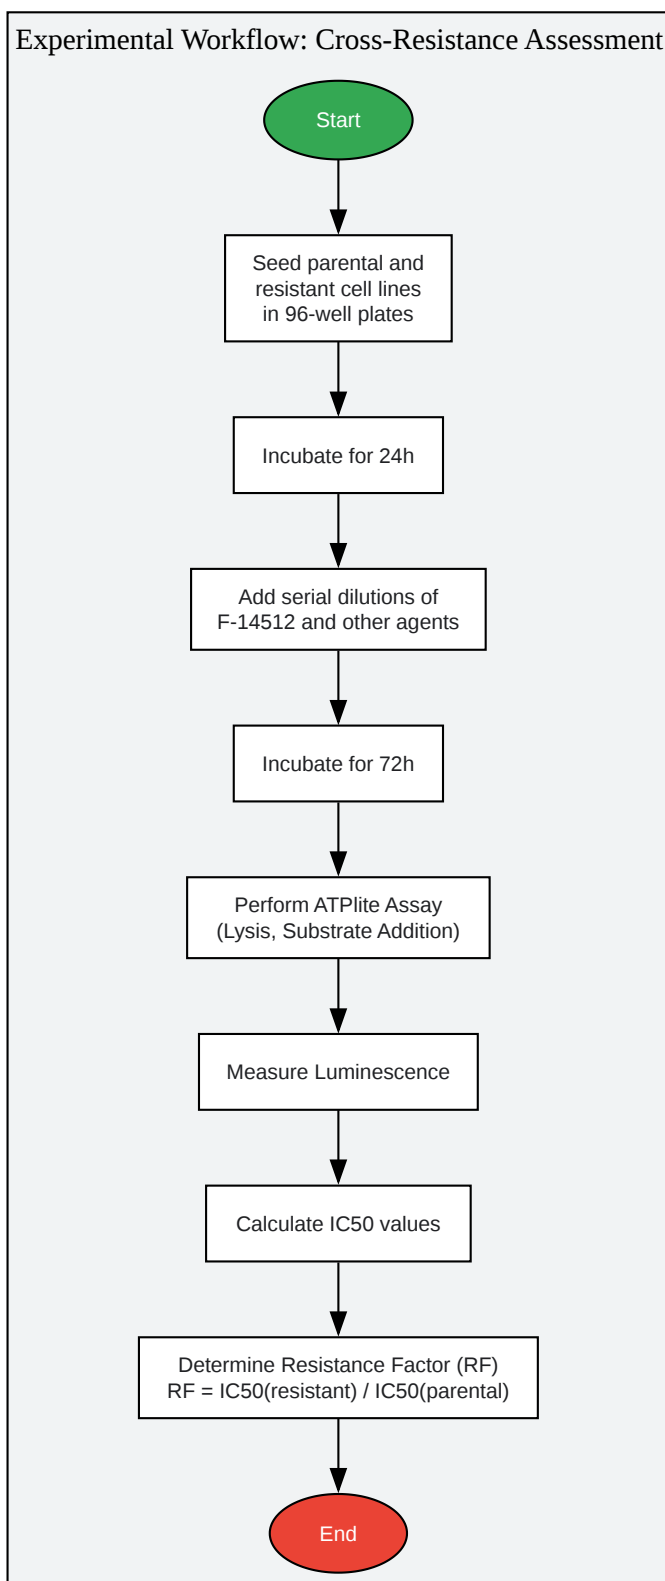 Experimental Workflow: Cross-Resistance Assessment
Start
Seed parental and
resistant cell lines
in 96-well plates
Incubate for 24h
Add serial dilutions of
F-14512 and other agents
Incubate for 72h
Perform ATPlite Assay
(Lysis, Substrate Addition)
Measure Luminescence
Calculate IC50 values
Determine Resistance Factor (RF)
RF = IC50(resistant) / IC50(parental)
End